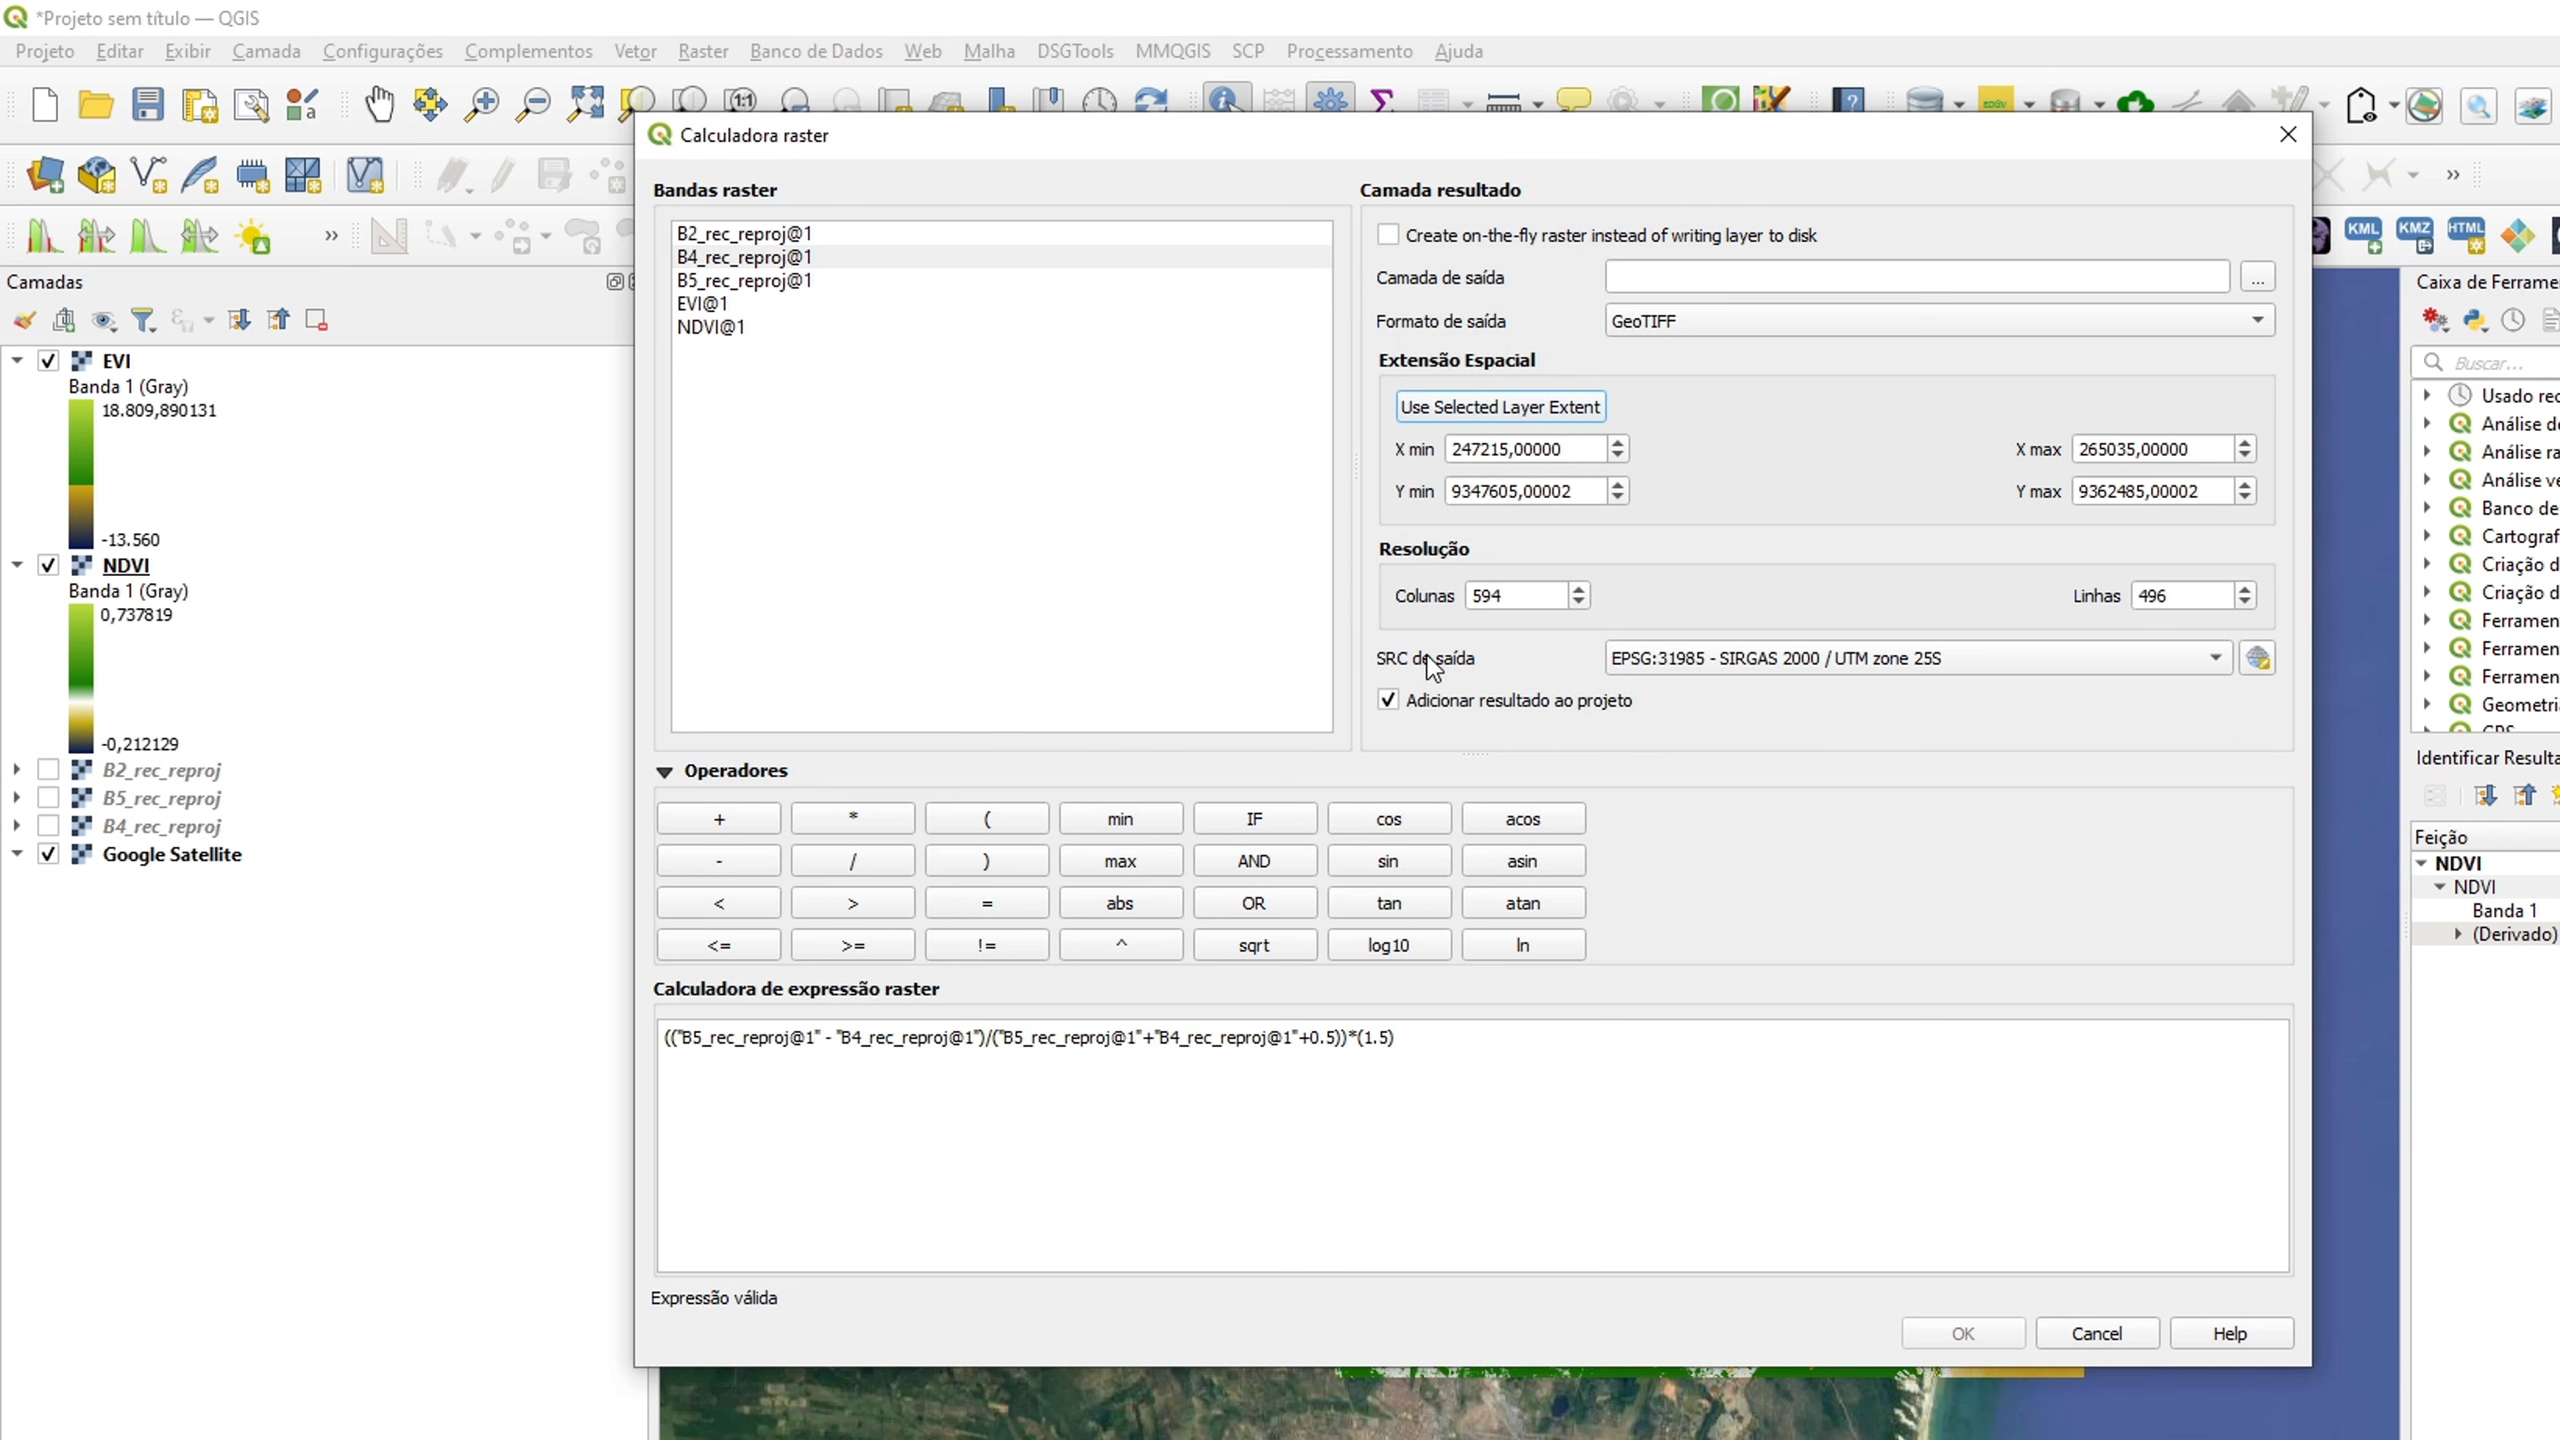 *Projeto sem título — QGIS
Projeto Editar Exibir Camada Configurações Complementos Vetor Raster Banco de Dados Web Malha DSGTools MMQGIS SCP Processamento Ajuda
Calculadora raster
Bandas raster
B2_rec_reproj@1
B4_rec_reproj@1
B5_rec_reproj@1
EVI@1
NDVI@1
Camada resultado
Create on-the-fly raster instead of writing layer to disk
Camada de saída ...
Formato de saída GeoTIFF
Extensão Espacial
Use Selected Layer Extent
X min 247215,00000 X max 265035,00000
Y min 9347605,00002 Y max 9362485,00002
Resolução
Colunas 594 Linhas 496
SRC de saída EPSG:31985 - SIRGAS 2000 / UTM zone 25S
Adicionar resultado ao projeto
Operadores
+ * ( min IF cos acos
- / ) max AND sin asin
< > = abs OR tan atan
<= >= != ^ sqrt log10 ln
Calculadora de expressão raster
(("B5_rec_reproj@1" - "B4_rec_reproj@1")/("B5_rec_reproj@1"+"B4_rec_reproj@1"+0.5))*(1.5)
Expressão válida
OK Cancel Help
Camadas
EVI
Banda 1 (Gray)
18.809,890131
-13.560
NDVI
Banda 1 (Gray)
0,737819
-0,212129
B2_rec_reproj
B5_rec_reproj
B4_rec_reproj
Google Satellite
KML KMZ HTML
Caixa de Ferrame
Buscar...
Usado rec
Análise d
Análise ra
Análise ve
Banco de
Cartograf
Criação d
Criação d
Ferramen
Ferramen
Ferramen
Geometri
Identificar Resulta
Feição
NDVI
NDVI
Banda 1
(Derivado)